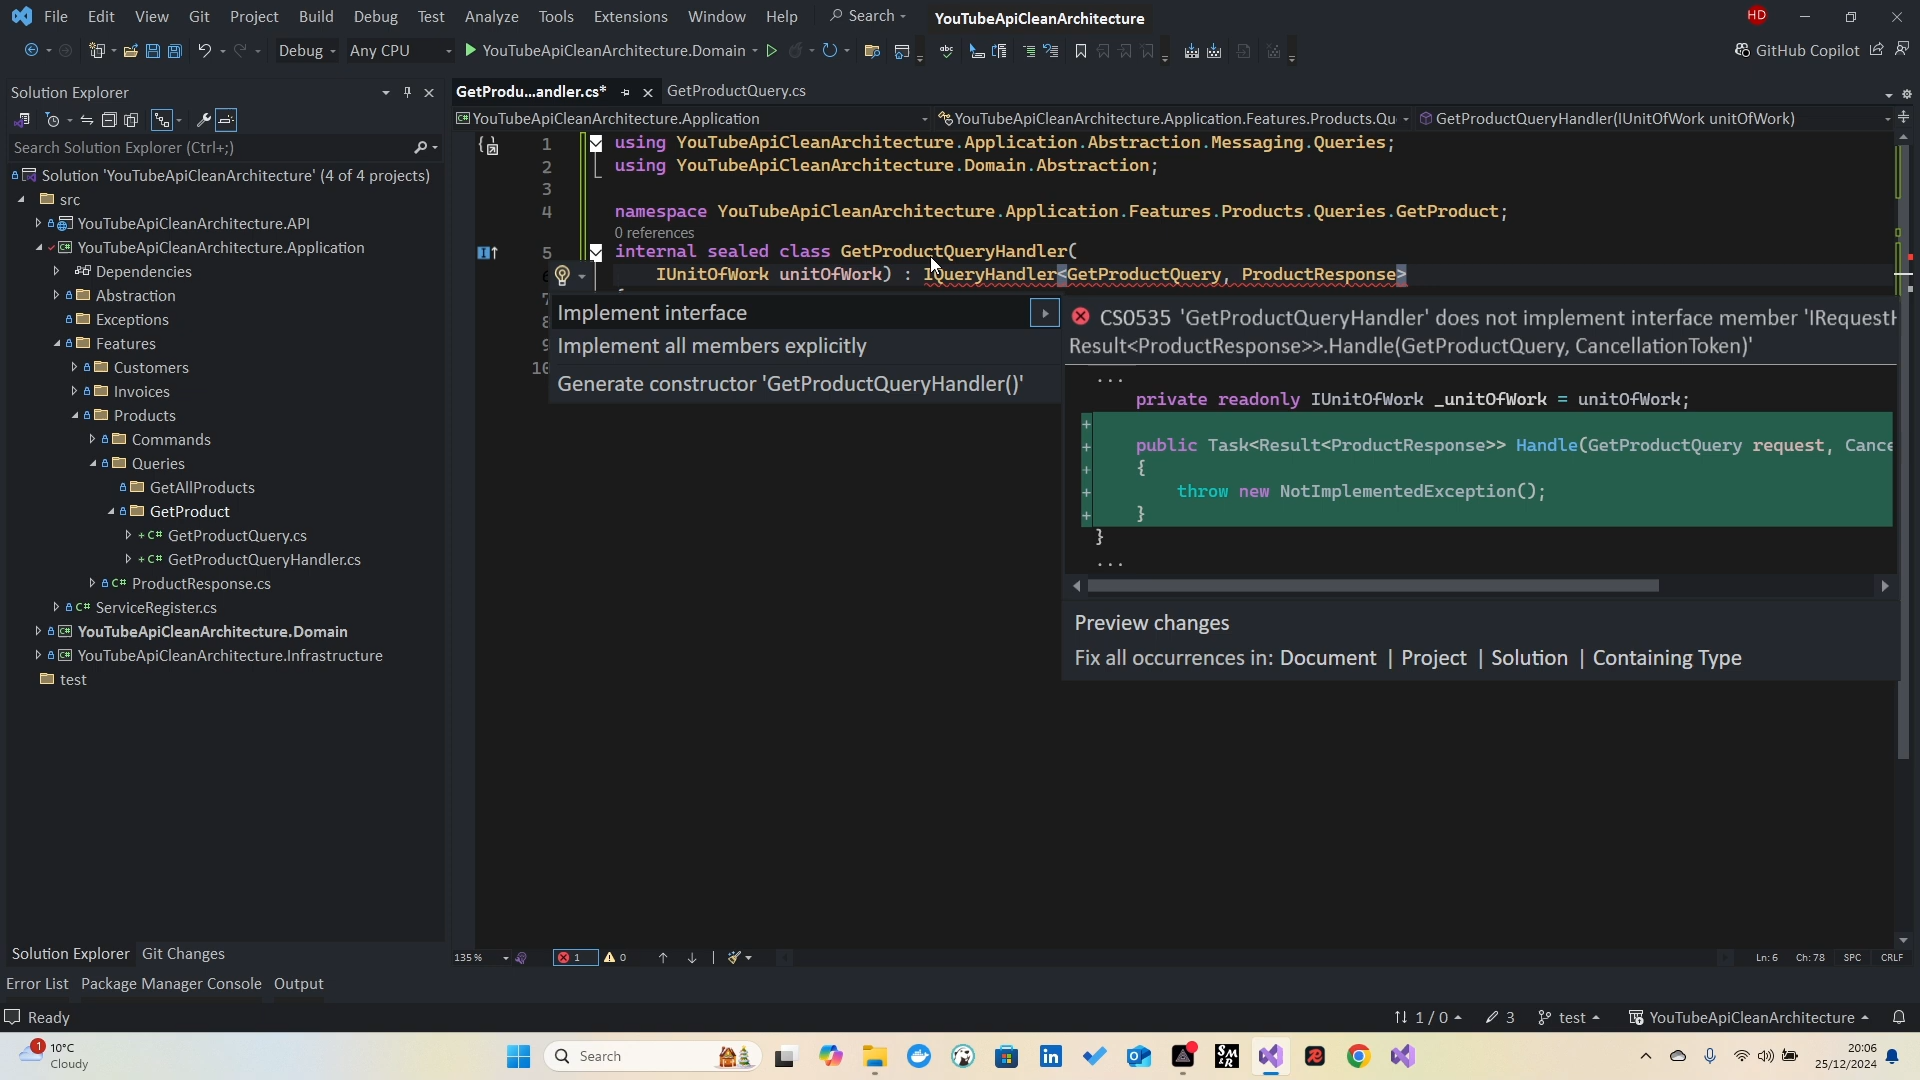 File Edit View Git Project Build Debug Test Analyze Tools Extensions Window Help Search YouTubeApiCleanArchitecture HD
Debug Any CPU YouTubeApiCleanArchitecture.Domain GitHub Copilot
Solution Explorer
GetProdu...andler.cs* GetProductQuery.cs
YouTubeApiCleanArchitecture.Application YouTubeApiCleanArchitecture.Application.Features.Products.Qu GetProductQueryHandler(IUnitOfWork unitOfWork)
Search Solution Explorer (Ctrl+;)
Solution 'YouTubeApiCleanArchitecture' (4 of 4 projects)
src
YouTubeApiCleanArchitecture.API
YouTubeApiCleanArchitecture.Application
Dependencies
Abstraction
Exceptions
Features
Customers
Invoices
Products
Commands
Queries
GetAllProducts
GetProduct
GetProductQuery.cs
GetProductQueryHandler.cs
ProductResponse.cs
ServiceRegister.cs
YouTubeApiCleanArchitecture.Domain
YouTubeApiCleanArchitecture.Infrastructure
test
1 using YouTubeApiCleanArchitecture.Application.Abstraction.Messaging.Queries;
2 using YouTubeApiCleanArchitecture.Domain.Abstraction;
3
4 namespace YouTubeApiCleanArchitecture.Application.Features.Products.Queries.GetProduct;
0 references
5 internal sealed class GetProductQueryHandler(
IUnitOfWork unitOfWork) : IQueryHandler<GetProductQuery, ProductResponse>
Implement interface
Implement all members explicitly
Generate constructor 'GetProductQueryHandler()'
CS0535 'GetProductQueryHandler' does not implement interface member 'IRequestH
Result<ProductResponse>>.Handle(GetProductQuery, CancellationToken)'
...
private readonly IUnitOfWork _unitOfWork = unitOfWork;
+
+ public Task<Result<ProductResponse>> Handle(GetProductQuery request, Cance
+ {
+ throw new NotImplementedException();
+ }
}
...
Preview changes
Fix all occurrences in: Document | Project | Solution | Containing Type
Solution Explorer Git Changes
135 % 1 0 Ln: 6 Ch: 78 SPC CRLF
Error List Package Manager Console Output
Ready 1 / 0 3 test YouTubeApiCleanArchitecture
1 10°C
Cloudy
Search
20:06
25/12/2024